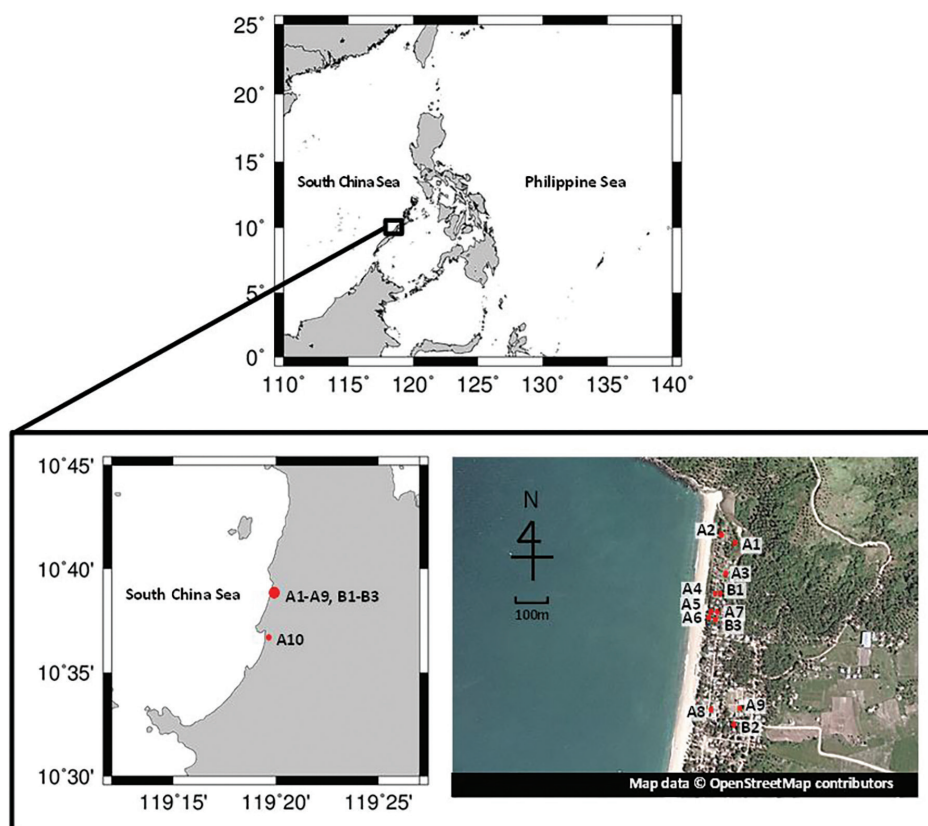 25°
20°
15°
10°
5°
0°
South China Sea
Philippine Sea
110° 115° 120° 125° 130° 135° 140°
10°45'
10°40'
10°35'
10°30'
South China Sea
A1-A9, B1-B3
A10
119°15' 119°20' 119°25'
N
100m
A2
A1
A3
A4
B1
A5
A7
A6
B3
A8
A9
B2
Map data © OpenStreetMap contributors